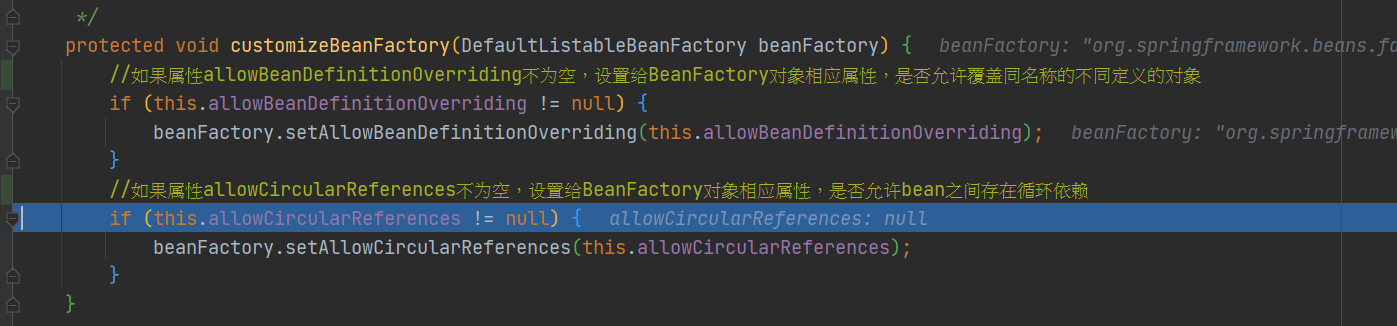 */
protected void customizeBeanFactory(DefaultListableBeanFactory beanFactory) { beanFactory: "org.springframework.beans.fa
//如果属性allowBeanDefinitionOverriding不为空，设置给BeanFactory对象相应属性，是否允许覆盖同名称的不同定义的对象
if (this.allowBeanDefinitionOverriding != null) {
beanFactory.setAllowBeanDefinitionOverriding(this.allowBeanDefinitionOverriding); beanFactory: "org.springframew
}
//如果属性allowCircularReferences不为空，设置给BeanFactory对象相应属性，是否允许bean之间存在循环依赖
if (this.allowCircularReferences != null) { allowCircularReferences: null
beanFactory.setAllowCircularReferences(this.allowCircularReferences);
}
}